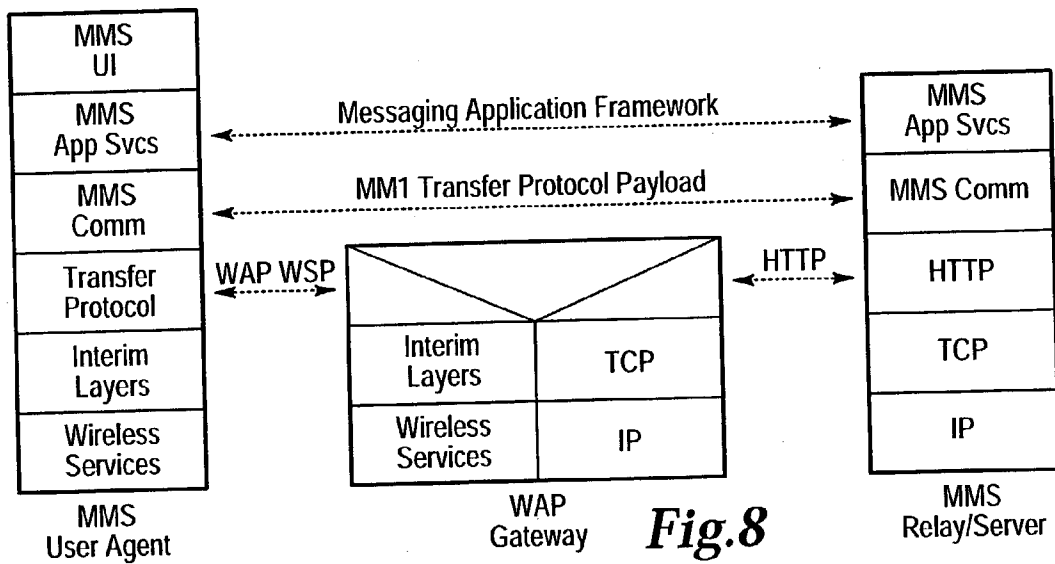 MMS
UI
MMS
App Svcs
MMS
Comm
Transfer
Protocol
Interim
Layers
Wireless
Services
MMS
User Agent
Messaging Application Framework
MM1 Transfer Protocol Payload
WAP WSP
HTTP
Interim
Layers
TCP
Wireless
Services
IP
WAP
Gateway
MMS
App Svcs
MMS Comm
HTTP
TCP
IP
MMS
Relay/Server
Fig.8